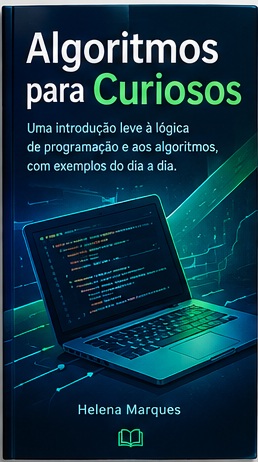 Algoritmos
para Curiosos
Uma introdução leve à lógica
de programação e aos algoritmos,
com exemplos do dia a dia.
Helena Marques